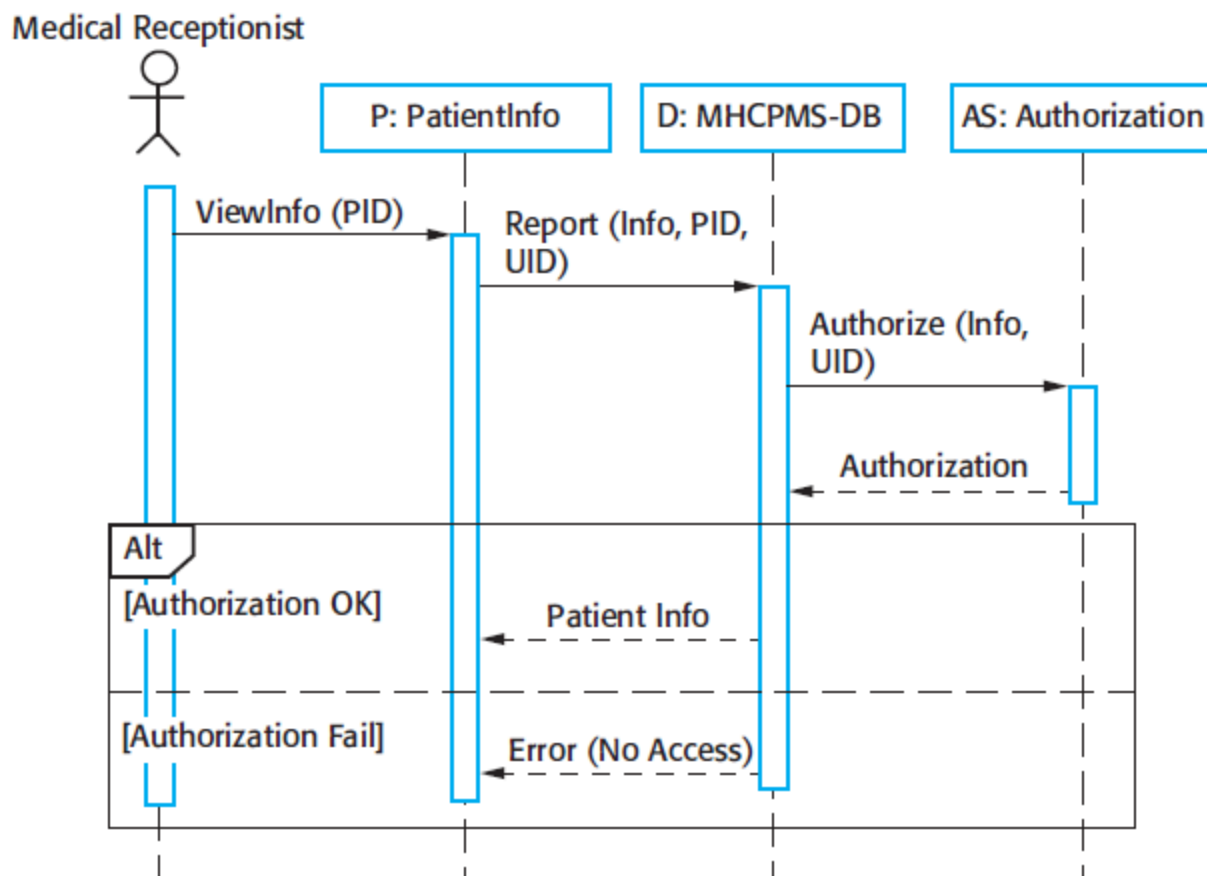 Medical Receptionist
P: PatientInfo
D: MHCPMS-DB
AS: Authorization
ViewInfo (PID)
Report (Info, PID,
UID)
Authorize (Info,
UID)
Authorization
Alt
[Authorization OK]
Patient Info
[Authorization Fail]
Error (No Access)